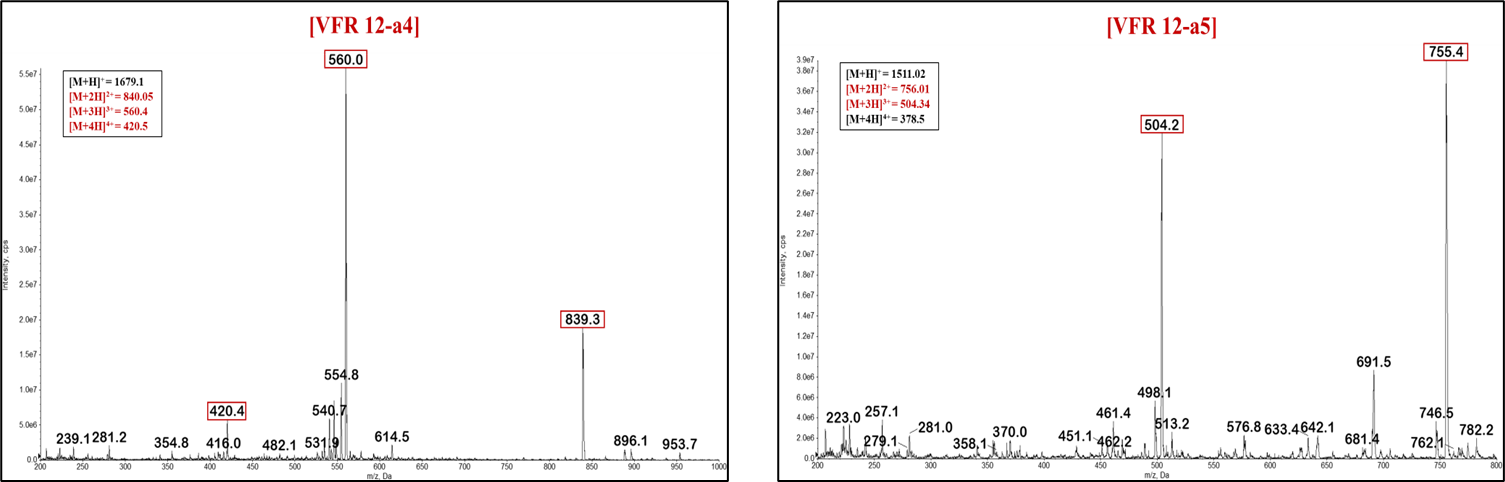 [VFR 12-a4]
[M+H]⁺ = 1679.1
[M+2H]²⁺ = 840.05
[M+3H]³⁺ = 560.4
[M+4H]⁴⁺ = 420.5
560.0
839.3
554.8
540.7
420.4
239.1
281.2
354.8
416.0
482.1
531.9
614.5
896.1
953.7
Intensity, cps
5.5e7
5.0e7
4.5e7
4.0e7
3.5e7
3.0e7
2.5e7
2.0e7
1.5e7
1.0e7
5.0e6
0.0
200 250 300 350 400 450 500 550 600 650 700 750 800 850 900 950 1000
m/z, Da
[VFR 12-a5]
[M+H]⁺ = 1511.02
[M+2H]²⁺ = 756.01
[M+3H]³⁺ = 504.34
[M+4H]⁴⁺ = 378.5
755.4
504.2
691.5
498.1
461.4
513.2
223.0
257.1
279.1
281.0
358.1
370.0
451.1
462.2
576.8
633.4
642.1
681.4
746.5
762.1
782.2
Intensity, cps
3.9e7
3.8e7
3.6e7
3.4e7
3.2e7
3.0e7
2.8e7
2.6e7
2.4e7
2.2e7
2.0e7
1.8e7
1.6e7
1.4e7
1.2e7
1.0e7
8.0e6
6.0e6
4.0e6
2.0e6
0.0
200 250 300 350 400 450 500 550 600 650 700 750 800
m/z, Da